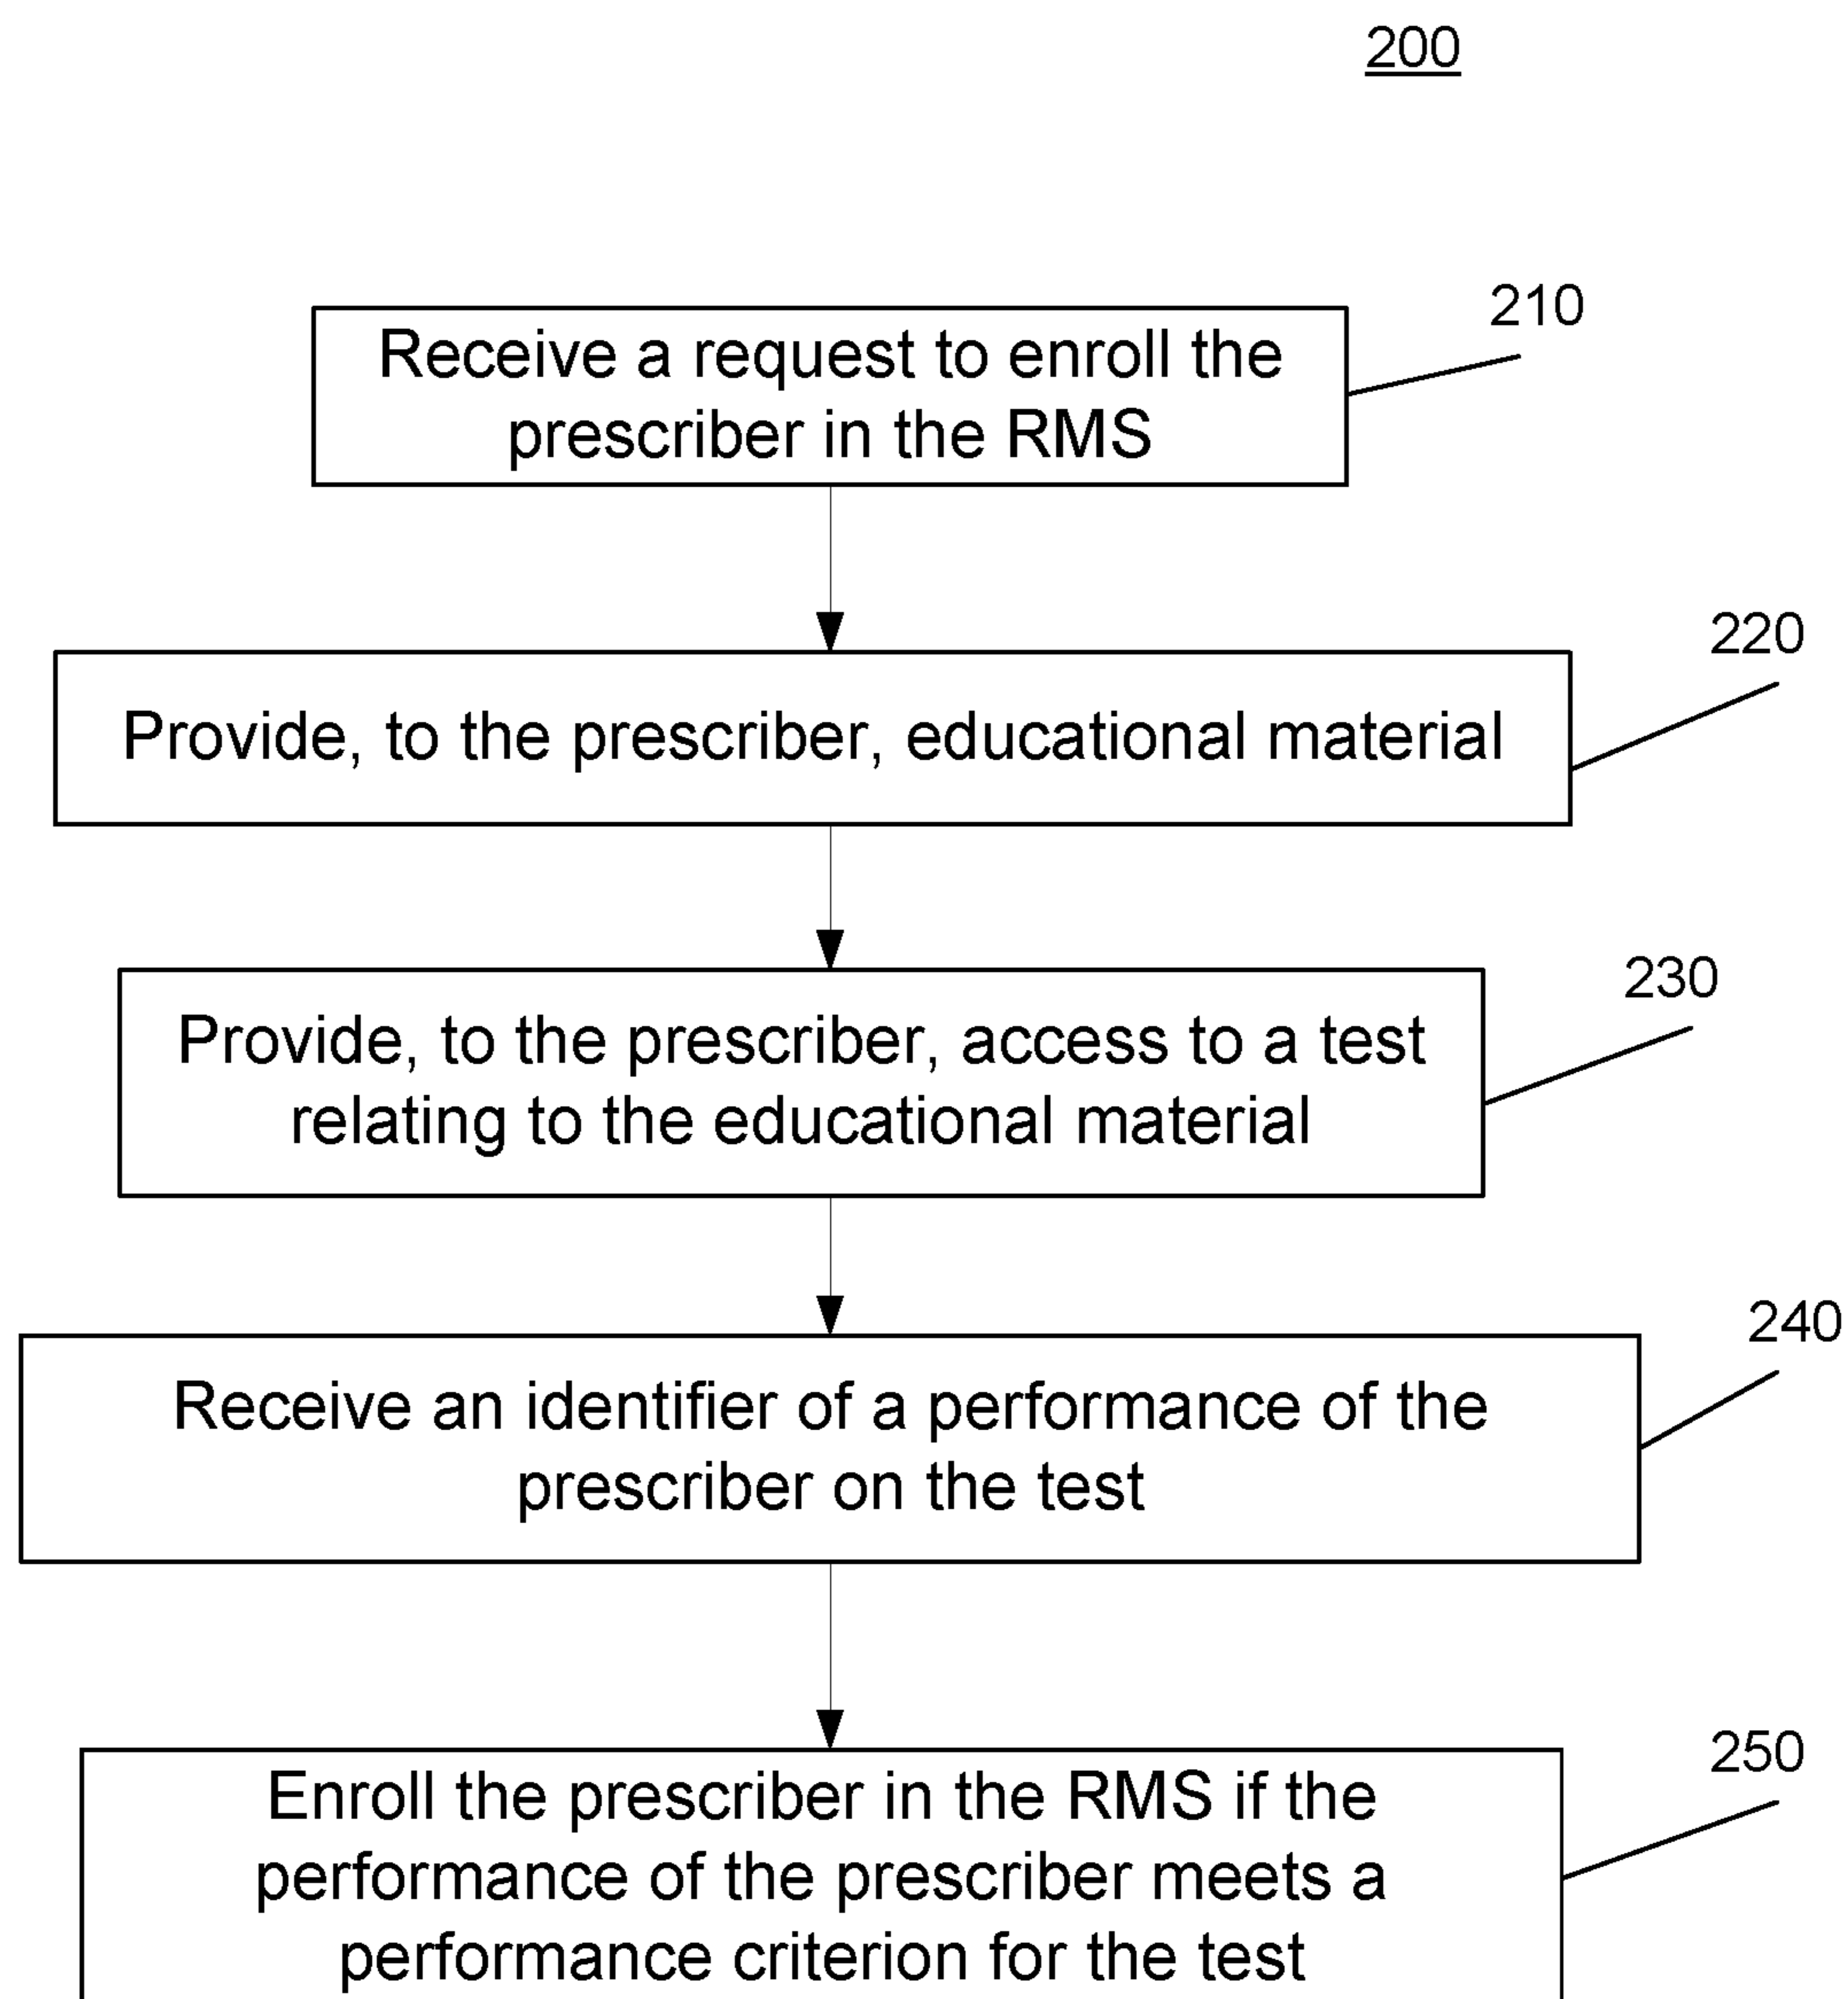 200
210
Receive a request to enroll the
prescriber in the RMS
220
Provide, to the prescriber, educational material
230
Provide, to the prescriber, access to a test
relating to the educational material
240
Receive an identifier of a performance of the
prescriber on the test
250
Enroll the prescriber in the RMS if the
performance of the prescriber meets a
performance criterion for the test